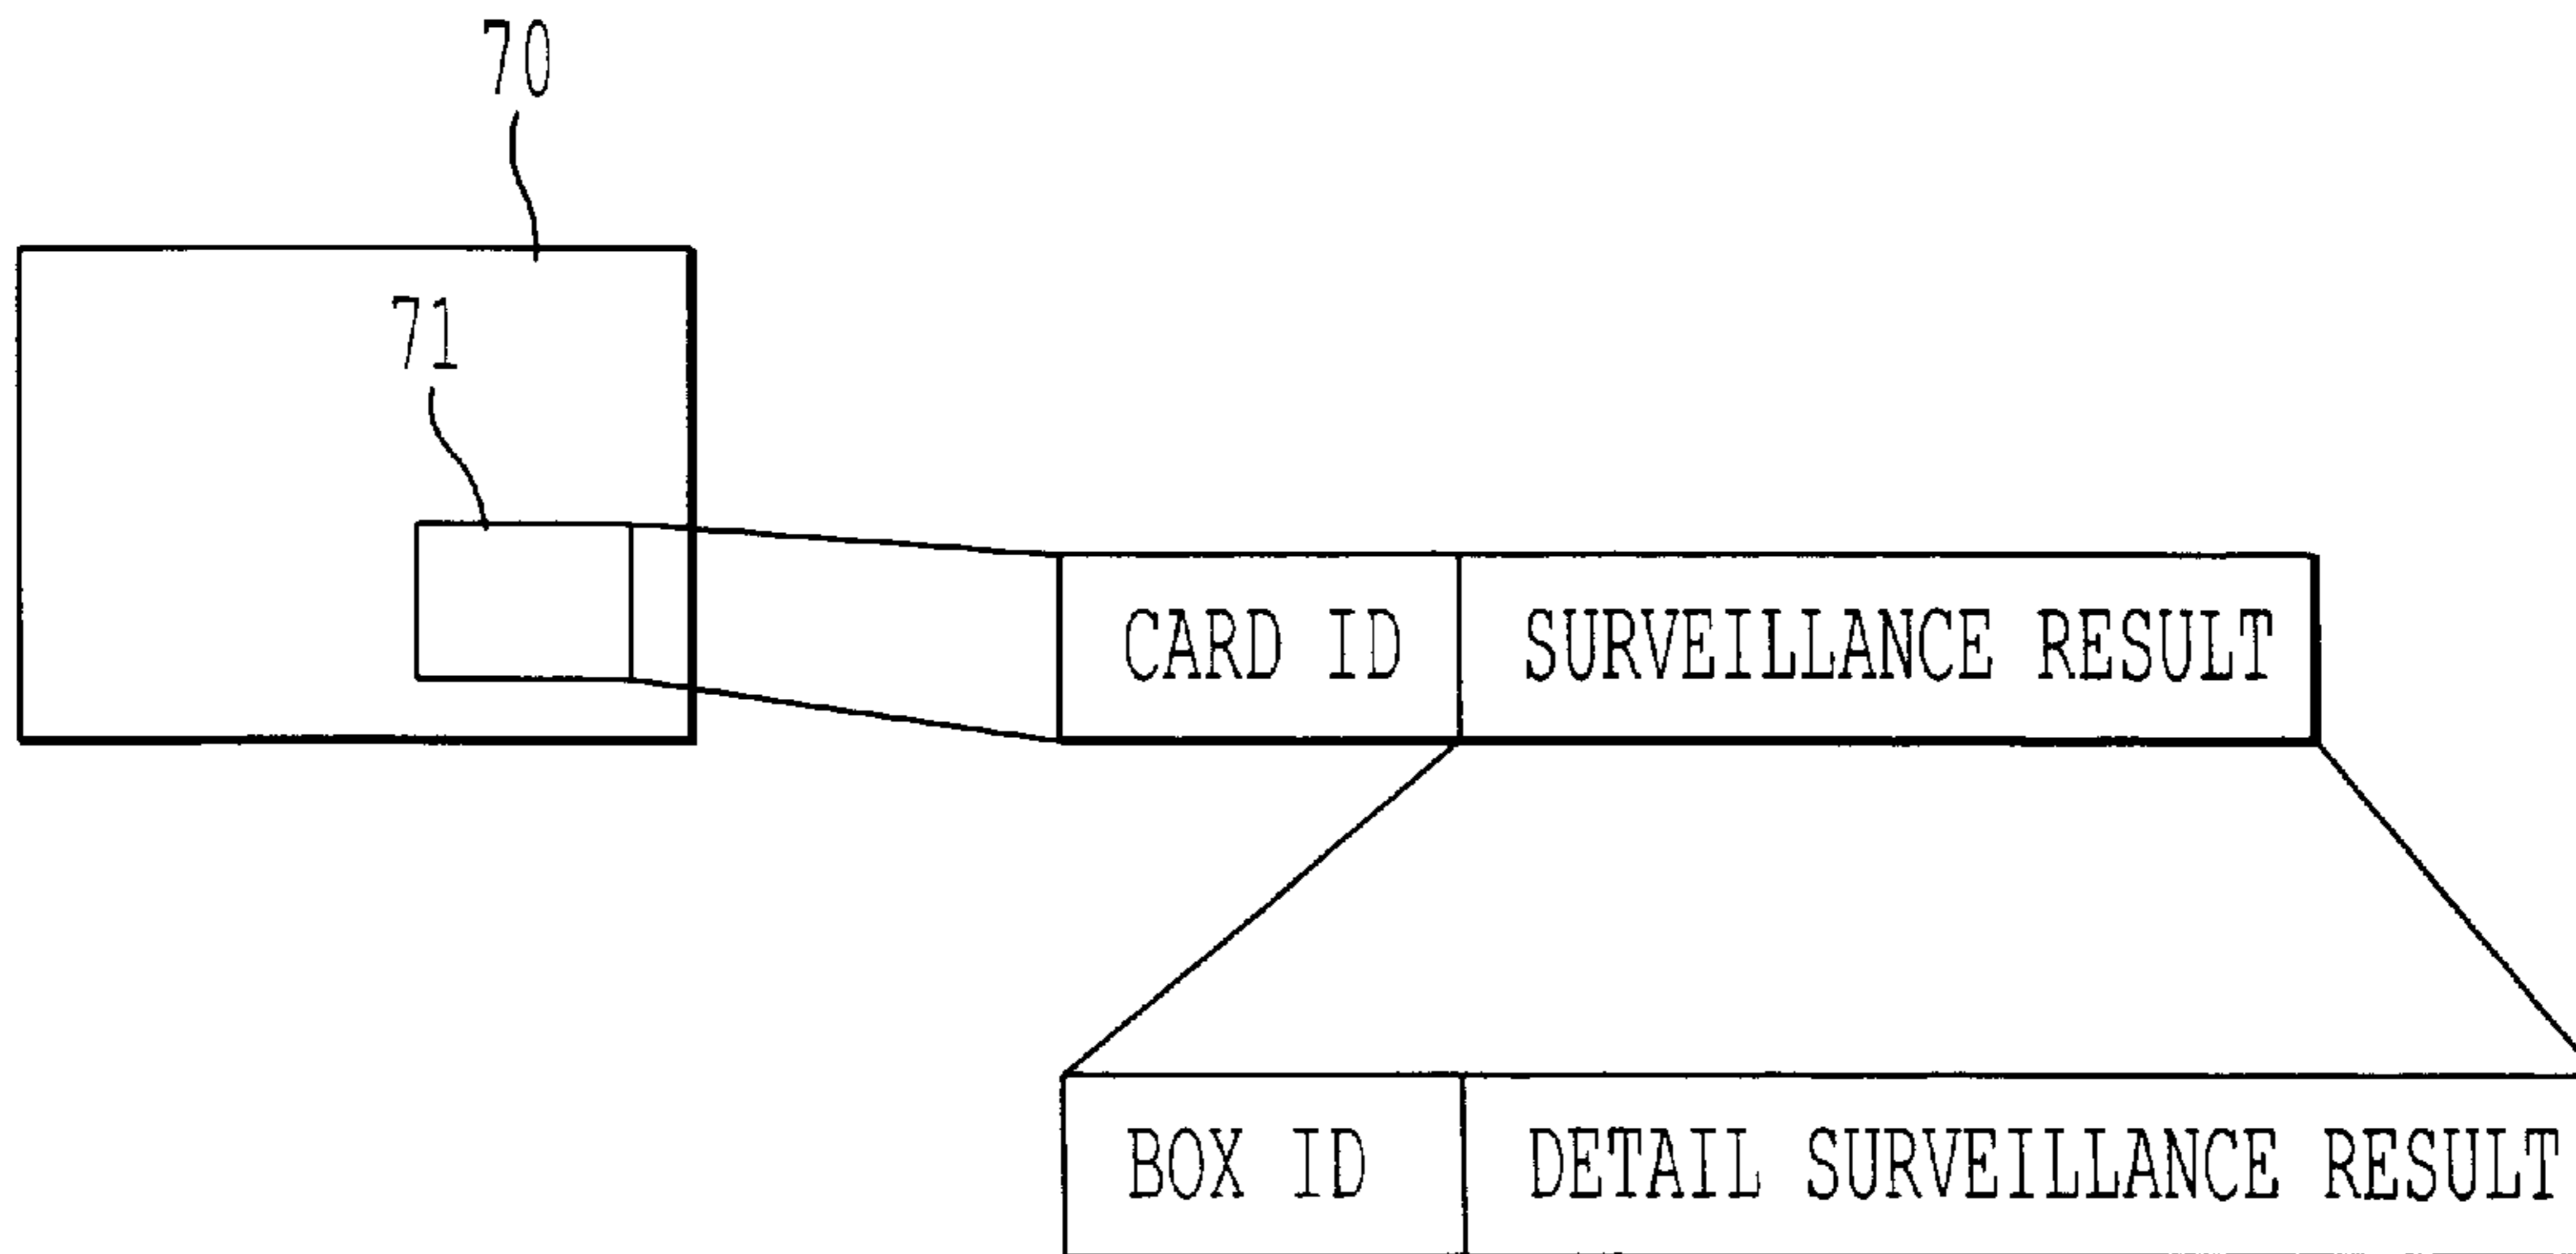 70
71
CARD ID SURVEILLANCE RESULT
BOX ID DETAIL SURVEILLANCE RESULT